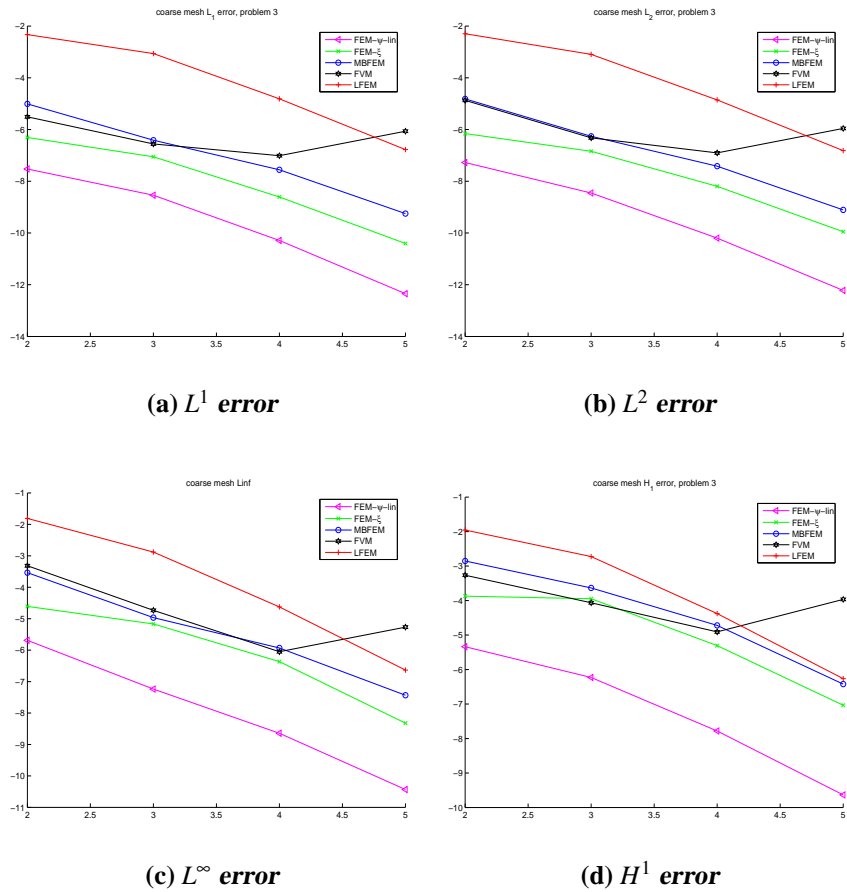 coarse mesh L1 error, problem 3
−2
−4
−6
−8
−10
−12
−14
2
2.5
3
3.5
4
4.5
5
FEM−ψ−lin
FEM−ξ
MBFEM
FVM
LFEM
(a) L¹ error
coarse mesh L2 error, problem 3
−2
−4
−6
−8
−10
−12
−14
2
2.5
3
3.5
4
4.5
5
FEM−ψ−lin
FEM−ξ
MBFEM
FVM
LFEM
(b) L² error
coarse mesh Linf
−1
−2
−3
−4
−5
−6
−7
−8
−9
−10
−11
2
2.5
3
3.5
4
4.5
5
FEM−ψ−lin
FEM−ξ
MBFEM
FVM
LFEM
(c) L∞ error
coarse mesh H1 error, problem 3
−1
−2
−3
−4
−5
−6
−7
−8
−9
−10
2
2.5
3
3.5
4
4.5
5
FEM−ψ−lin
FEM−ξ
MBFEM
FVM
LFEM
(d) H¹ error